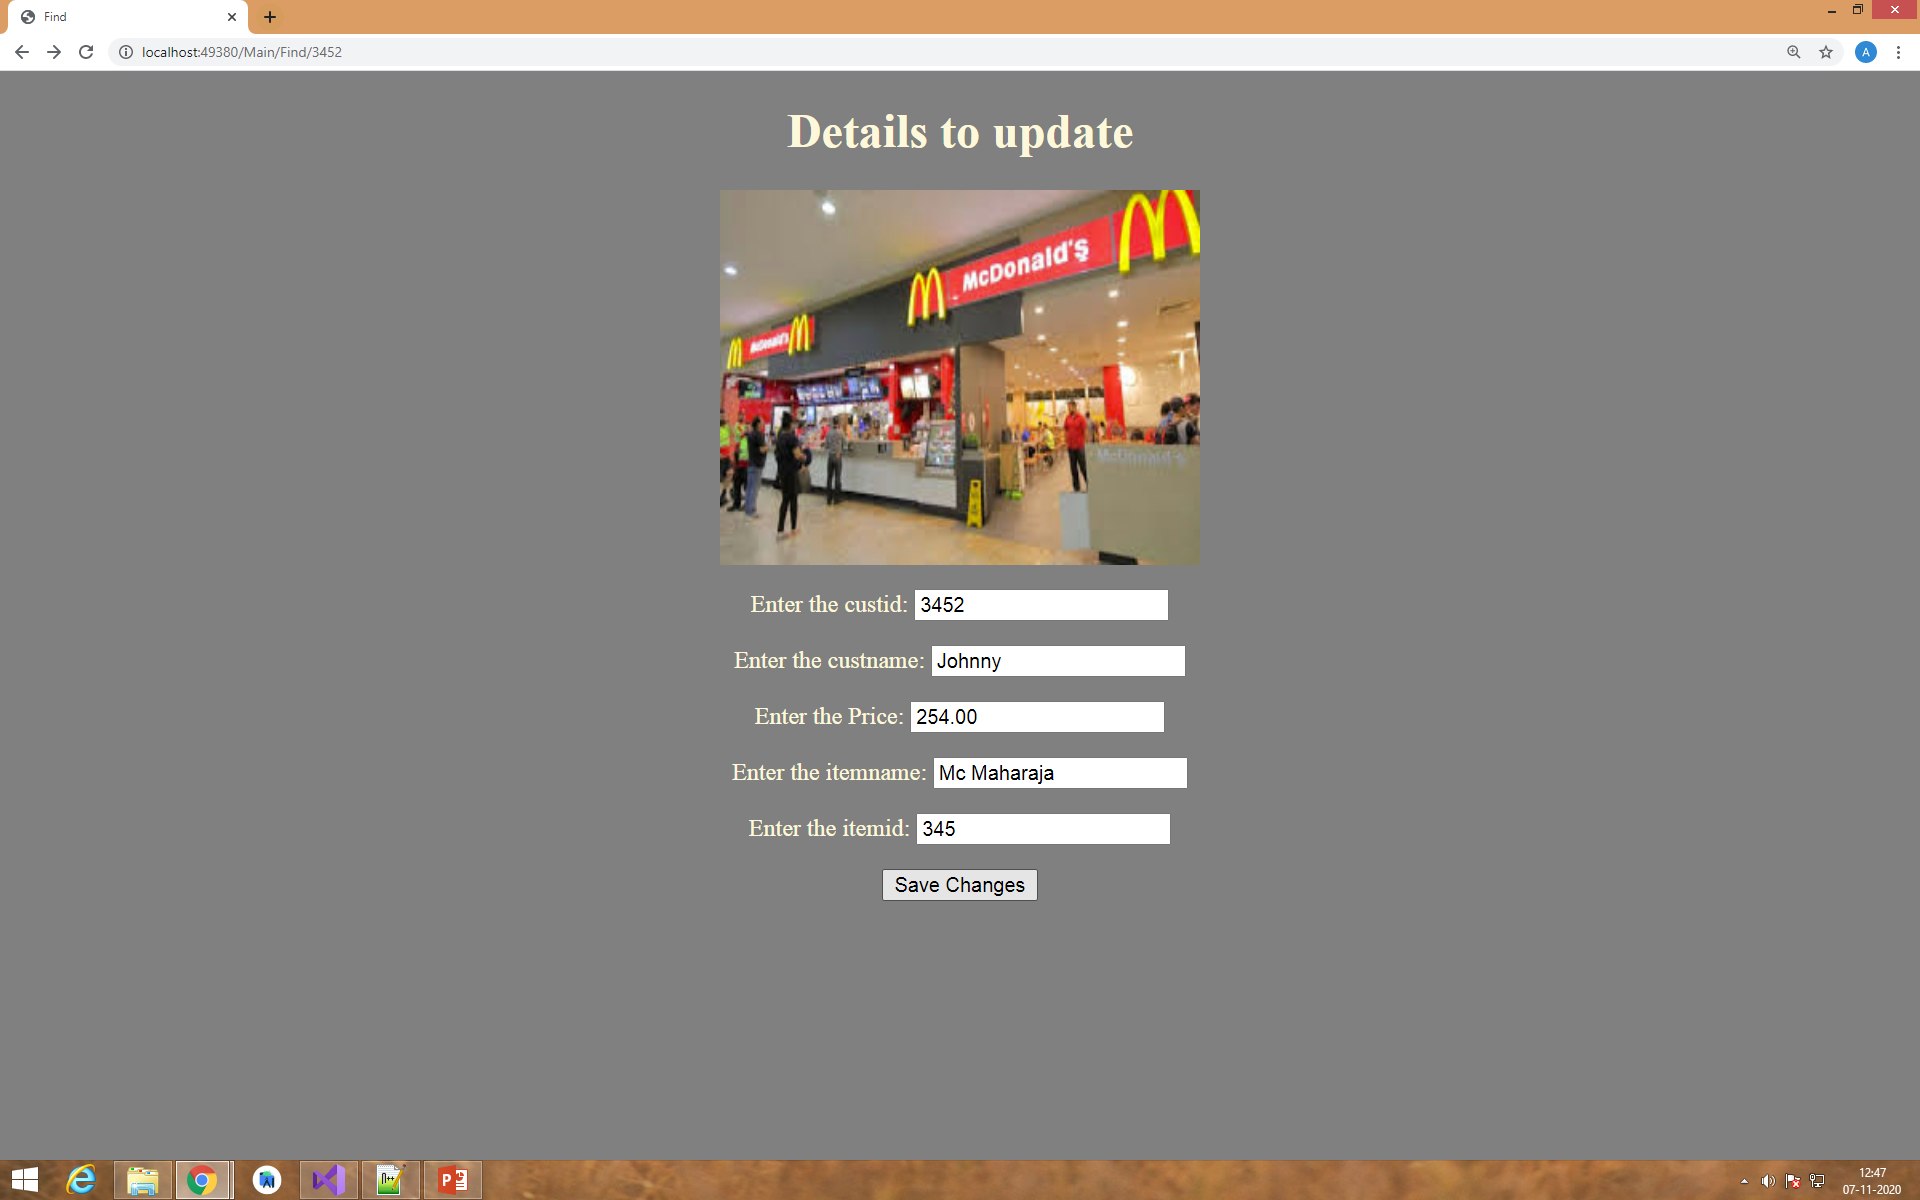 Find
localhost:49380/Main/Find/3452
A
Details to update
McDonald's
McDonald's
McDonald's
Enter the custid: 3452
Enter the custname: Johnny
Enter the Price: 254.00
Enter the itemname: Mc Maharaja
Enter the itemid: 345
Save Changes
12:47
07-11-2020